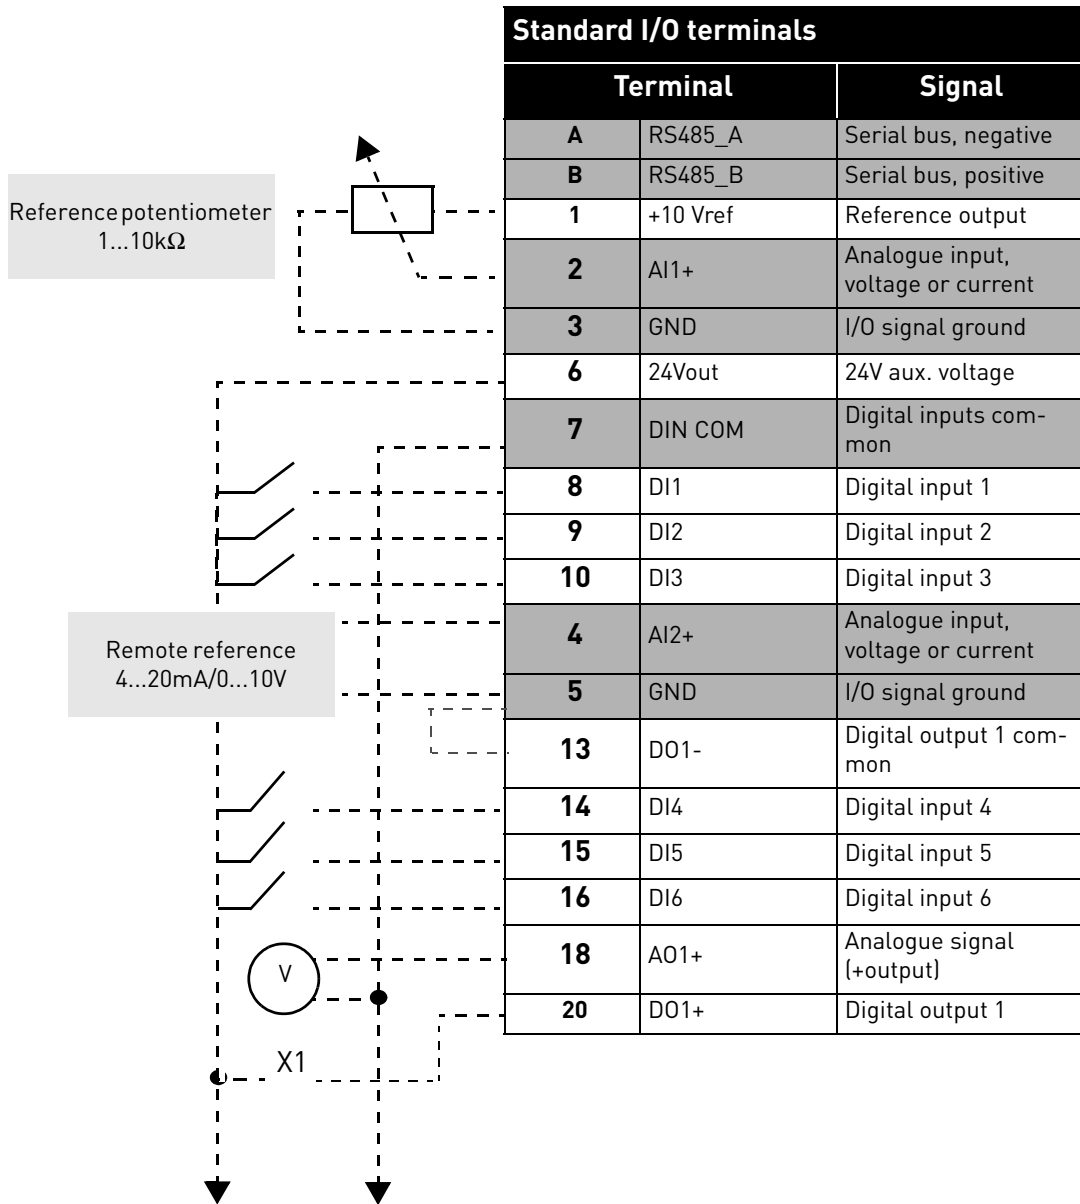 Standard I/O terminals
Terminal Signal
A RS485_A Serial bus, negative
B RS485_B Serial bus, positive
Reference potentiometer
1...10kΩ
1 +10 Vref Reference output
2 AI1+ Analogue input,
voltage or current
3 GND I/O signal ground
6 24Vout 24V aux. voltage
7 DIN COM Digital inputs com-
mon
8 DI1 Digital input 1
9 DI2 Digital input 2
10 DI3 Digital input 3
Remote reference
4...20mA/0...10V
4 AI2+ Analogue input,
voltage or current
5 GND I/O signal ground
13 DO1- Digital output 1 com-
mon
14 DI4 Digital input 4
15 DI5 Digital input 5
16 DI6 Digital input 6
V
18 AO1+ Analogue signal
(+output)
20 DO1+ Digital output 1
X1